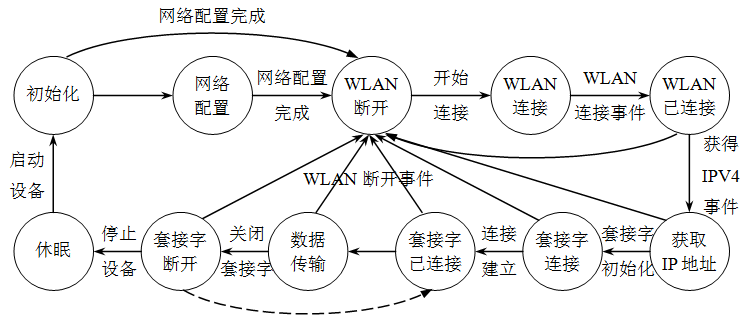 网络配置完成
初始化
网络
配置
网络配置
完成
WLAN
断开
开始
连接
WLAN
连接
WLAN
连接事件
WLAN
已连接
启动
设备
WLAN 断开事件
获得
IPV4
事件
休眠
停止
设备
套接字
断开
关闭
套接字
数据
传输
套接字
已连接
连接
建立
套接字
连接
套接字
初始化
获取
IP 地址